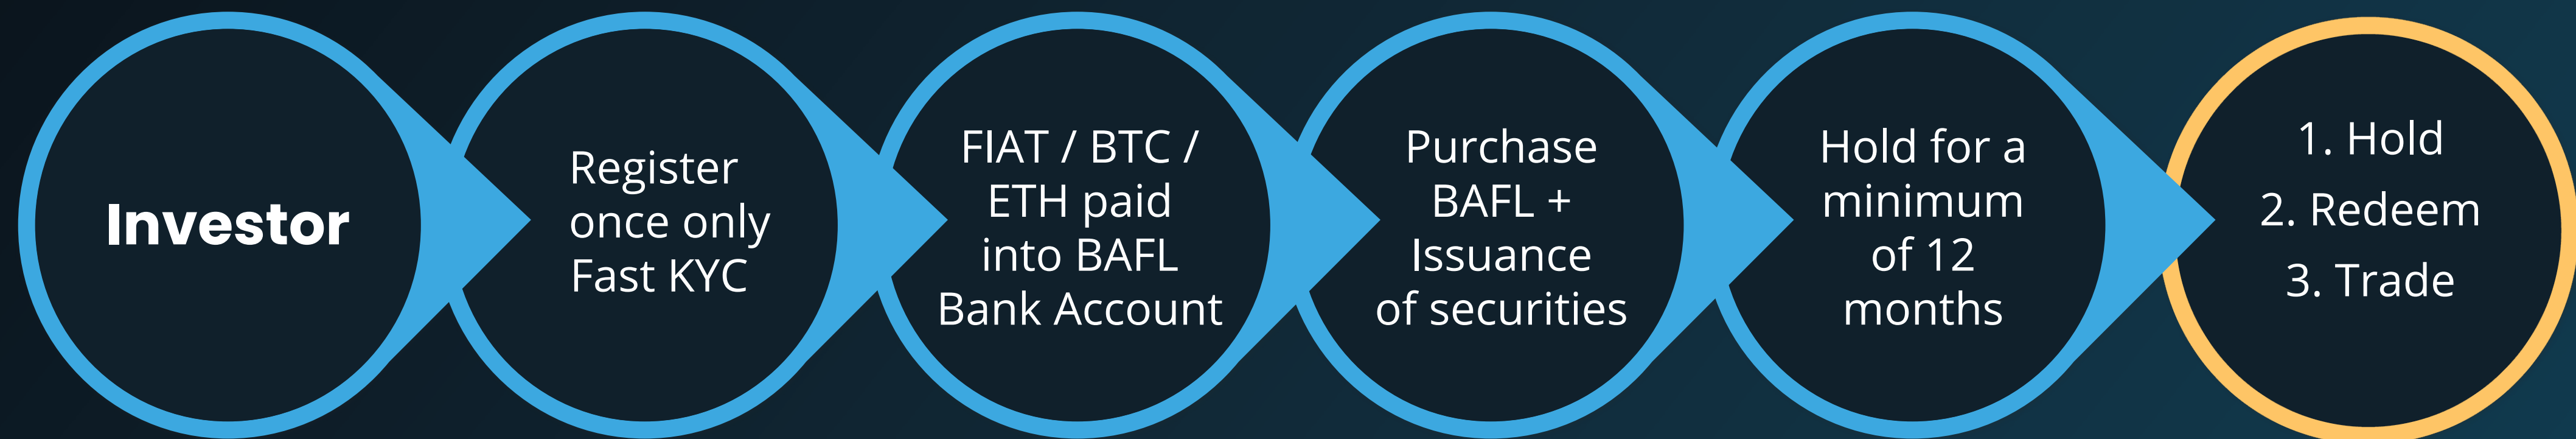 Investor
Register
once only
Fast KYC
FIAT / BTC /
ETH paid
into BAFL
Bank Account
Purchase
BAFL +
Issuance
of securities
Hold for a
minimum
of 12
months
1. Hold
2. Redeem
3. Trade